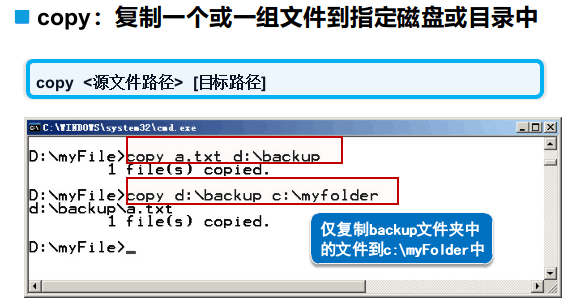 copy：复制一个或一组文件到指定磁盘或目录中
copy <源文件路径> [目标路径]
C:\WINDOWS\system32\cmd.exe
D:\myFile>copy a.txt d:\backup
1 file(s) copied.
D:\myFile>copy d:\backup c:\myfolder
d:\backup\a.txt
1 file(s) copied.
D:\myFile>_
仅复制backup文件夹中
的文件到c:\myFolder中